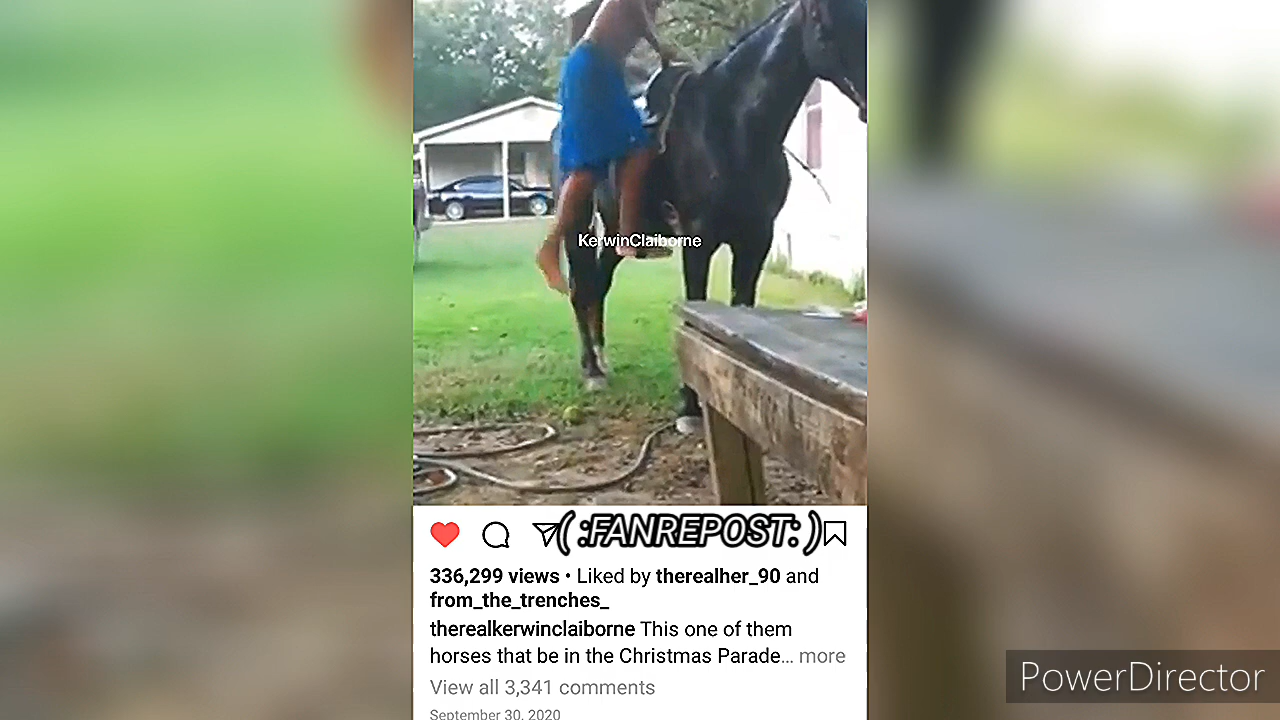 KerwinClaiborne
( :FANREPOST: )
336,299 views • Liked by therealher_90 and
from_the_trenches_
therealkerwinclaiborne This one of them
horses that be in the Christmas Parade... more
View all 3,341 comments
September 30, 2020
PowerDirector